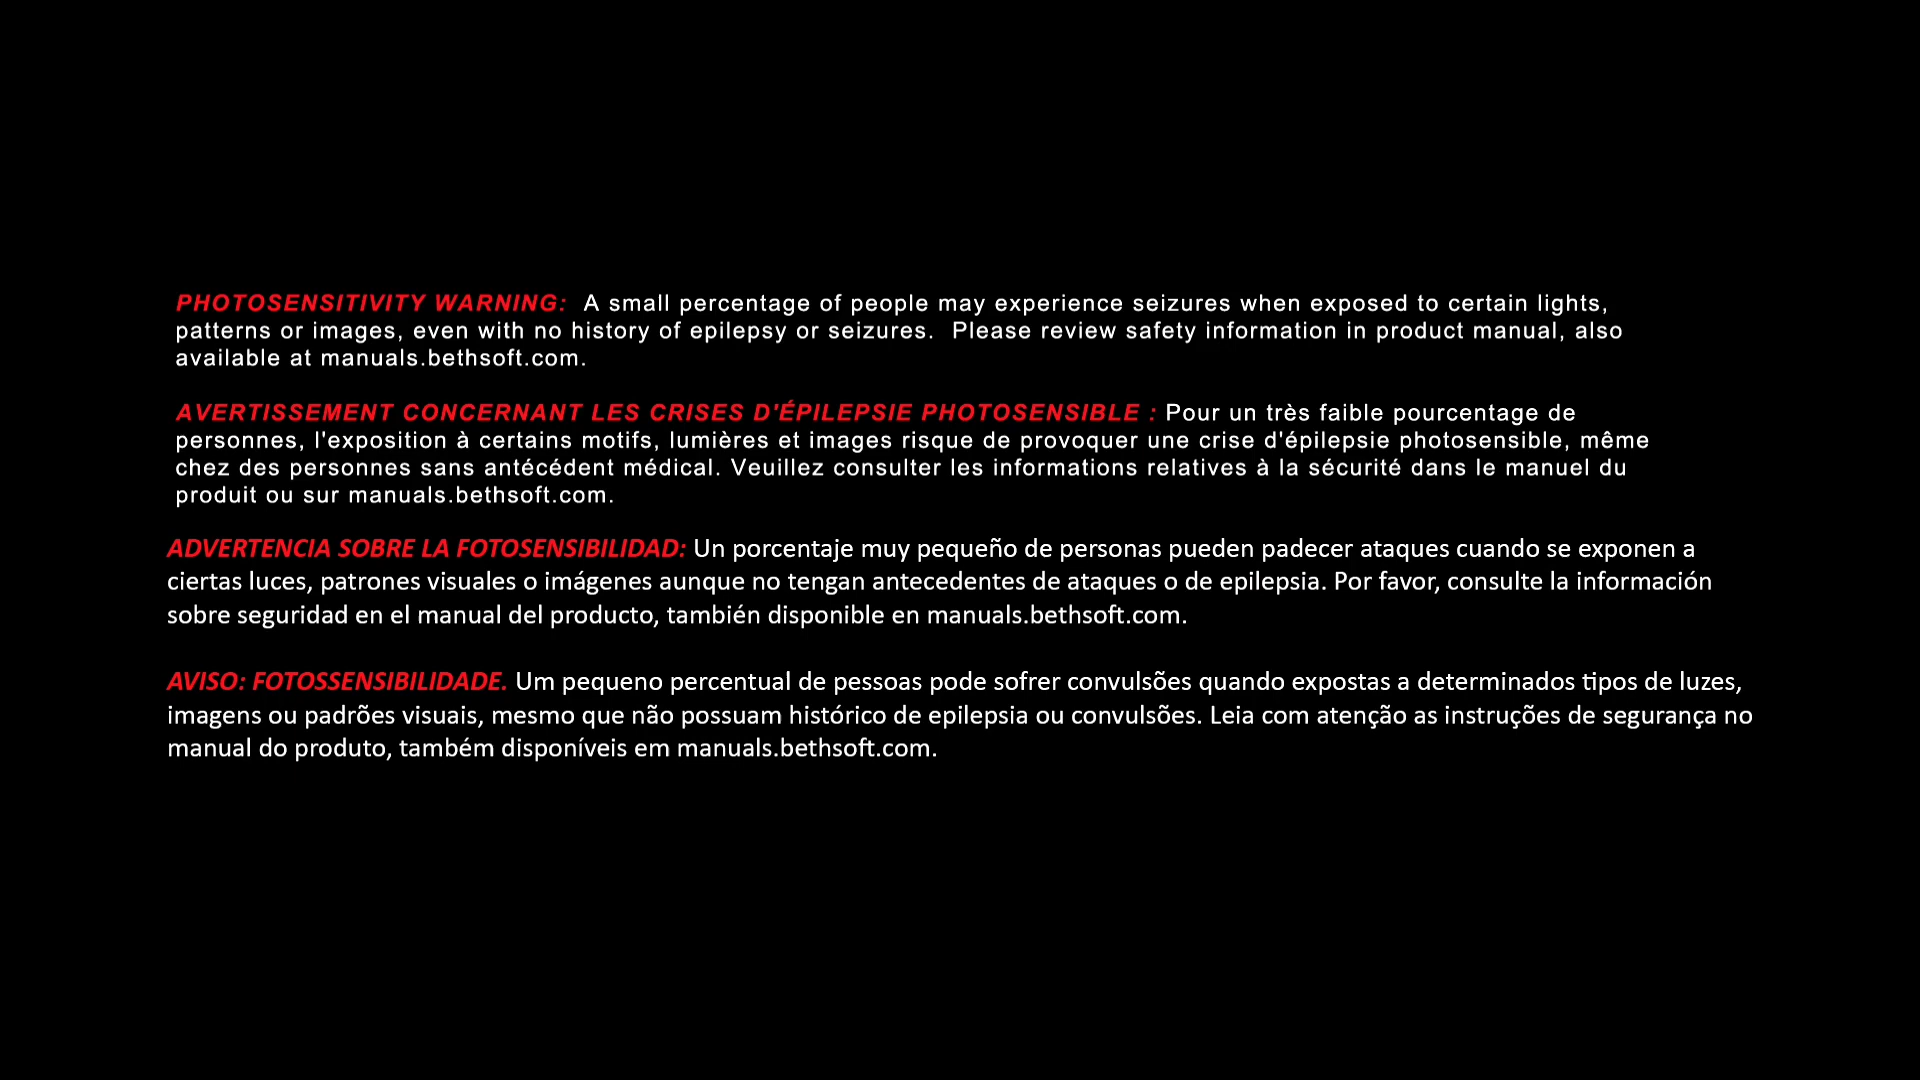 PHOTOSENSITIVITY WARNING:  A small percentage of people may experience seizures when exposed to certain lights,
patterns or images, even with no history of epilepsy or seizures.  Please review safety information in product manual, also
available at manuals.bethsoft.com.
AVERTISSEMENT CONCERNANT LES CRISES D'ÉPILEPSIE PHOTOSENSIBLE : Pour un très faible pourcentage de
personnes, l'exposition à certains motifs, lumières et images risque de provoquer une crise d'épilepsie photosensible, même
chez des personnes sans antécédent médical. Veuillez consulter les informations relatives à la sécurité dans le manuel du
produit ou sur manuals.bethsoft.com.
ADVERTENCIA SOBRE LA FOTOSENSIBILIDAD: Un porcentaje muy pequeño de personas pueden padecer ataques cuando se exponen a
ciertas luces, patrones visuales o imágenes aunque no tengan antecedentes de ataques o de epilepsia. Por favor, consulte la información
sobre seguridad en el manual del producto, también disponible en manuals.bethsoft.com.
AVISO: FOTOSSENSIBILIDADE. Um pequeno percentual de pessoas pode sofrer convulsões quando expostas a determinados tipos de luzes,
imagens ou padrões visuais, mesmo que não possuam histórico de epilepsia ou convulsões. Leia com atenção as instruções de segurança no
manual do produto, também disponíveis em manuals.bethsoft.com.